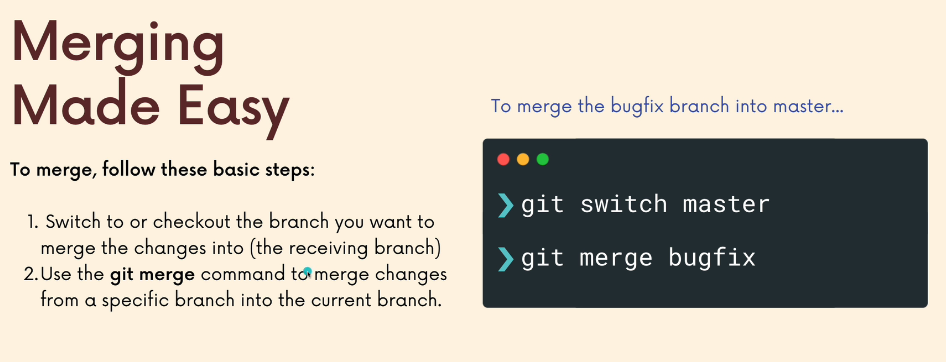 Merging
Made Easy
To merge, follow these basic steps:
1. Switch to or checkout the branch you want to
merge the changes into (the receiving branch)
2. Use the git merge command to merge changes
from a specific branch into the current branch.
To merge the bugfix branch into master...
❯ git switch master
❯ git merge bugfix